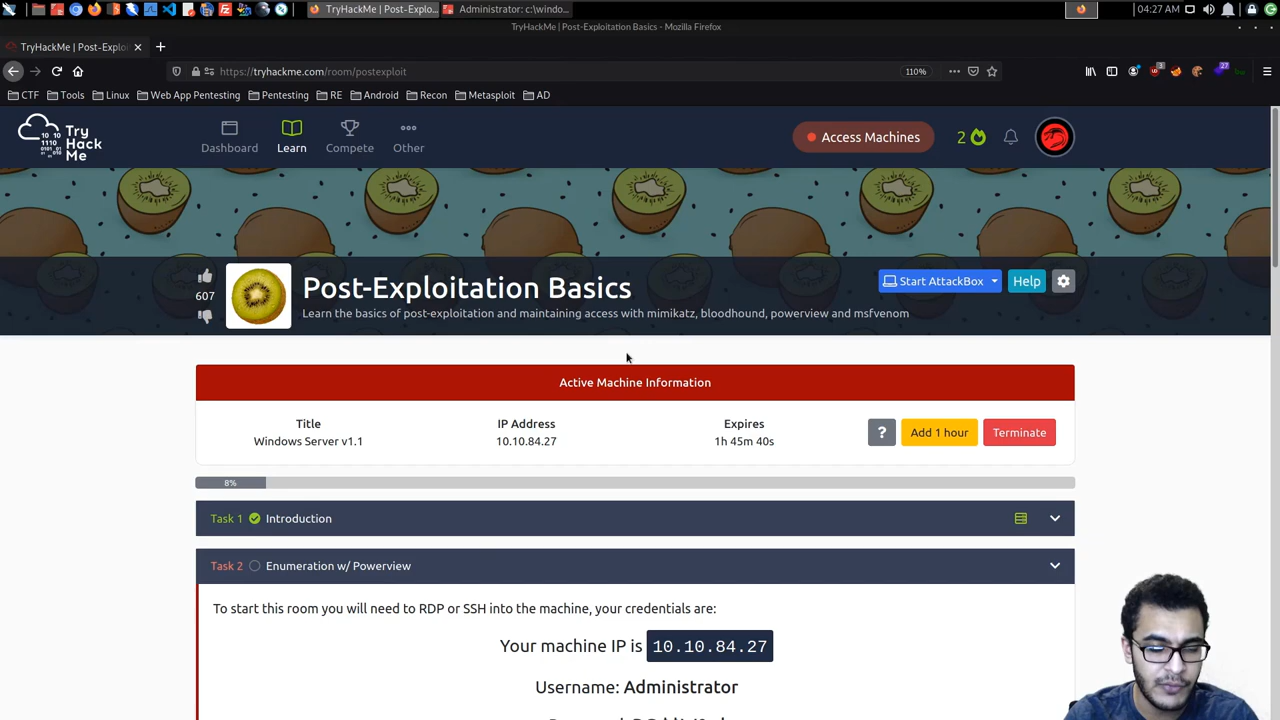 TryHackMe | Post-Explo...
Administrator: c:\windo...
04:27 AM
TryHackMe | Post-Exploitation Basics - Mozilla Firefox
TryHackMe | Post-Exploi
https://tryhackme.com/room/postexploit
110%
CTF Tools Linux Web App Pentesting Pentesting RE Android Recon Metasploit AD
Try Hack Me
Dashboard Learn Compete Other
Access Machines
2
607
Post-Exploitation Basics
Learn the basics of post-exploitation and maintaining access with mimikatz, bloodhound, powerview and msfvenom
Start AttackBox Help
Active Machine Information
Title IP Address Expires
Windows Server v1.1 10.10.84.27 1h 45m 40s
? Add 1 hour Terminate
8%
Task 1 Introduction
Task 2 Enumeration w/ Powerview
To start this room you will need to RDP or SSH into the machine, your credentials are:
Your machine IP is 10.10.84.27
Username: Administrator